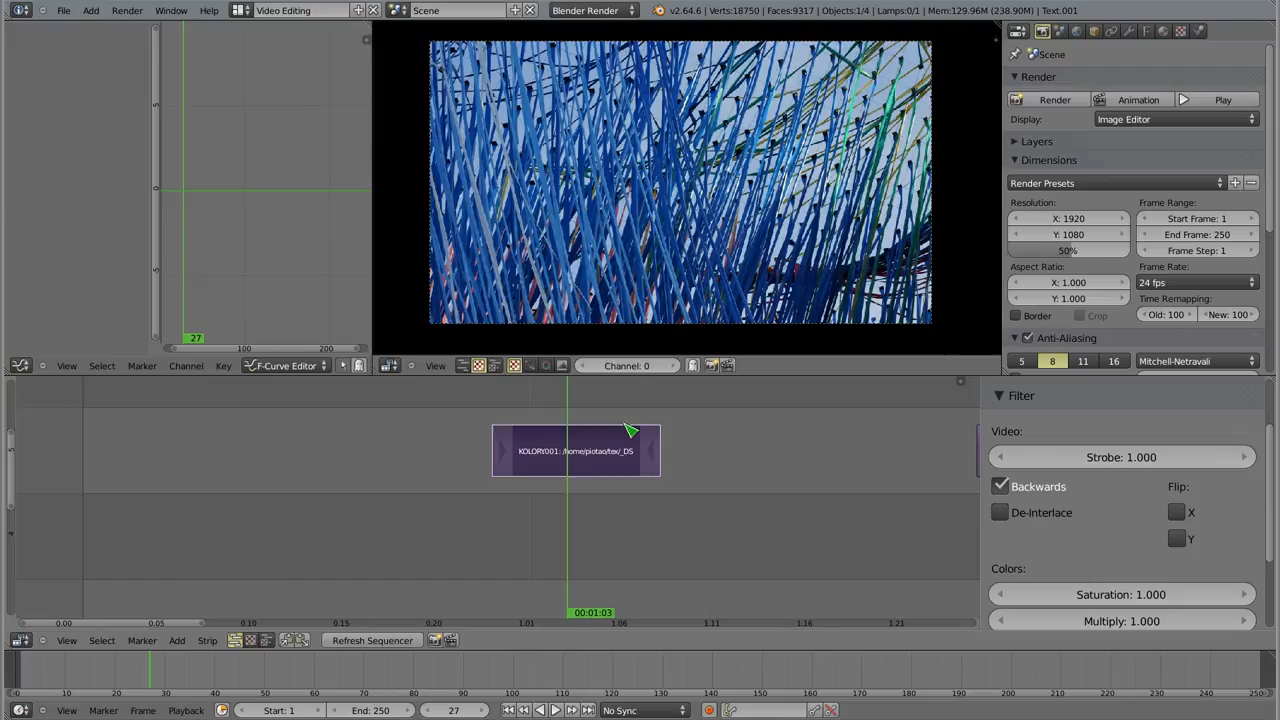 File Add Render Window Help Video Editing Scene Blender Render v2.64.6 | Verts:18750 | Faces:9317 | Objects:1/4 | Lamps:0/1 | Mem:129.96M (238.90M) | Text.001
Scene
Render
Render Animation Play
Display: Image Editor
Layers
Dimensions
Render Presets
Resolution: Frame Range:
X: 1920 Start Frame: 1
Y: 1080 End Frame: 250
50% Frame Step: 1
Aspect Ratio: Frame Rate:
X: 1.000 24 fps
Y: 1.000 Time Remapping:
Border Crop Old: 100 New: 100
Anti-Aliasing
5 8 11 16 Mitchell-Netravali
5
0
-5
27
100 200
View Select Marker Channel Key F-Curve Editor
View Channel: 0
KOLORY001: /home/piotao/tex/_DS
5
4
00:01:03
0.00 0.05 0.10 0.15 0.20 1.01 1.06 1.11 1.16 1.21
View Select Marker Add Strip Refresh Sequencer
Filter
Video:
Strobe: 1.000
Backwards Flip:
De-Interlace X
Y
Colors:
Saturation: 1.000
Multiply: 1.000
0 10 20 30 40 50 60 70 80 90 100 110 120 130 140 150 160 170 180 190 200 210 220 230 240 250
View Marker Frame Playback Start: 1 End: 250 27 No Sync